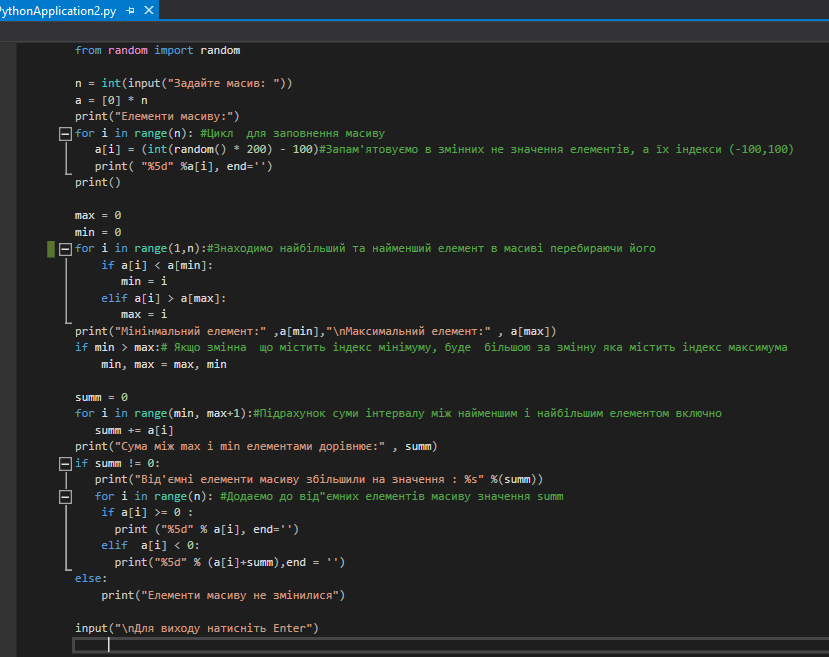 PythonApplication2.py
from random import random
n = int(input("Задайте масив: "))
a = [0] * n
print("Елементи масиву:")
for i in range(n): #Цикл  для заповнення масиву
a[i] = (int(random() * 200) - 100)#Запам'ятовуємо в змінних не значення елементів, а їх індекси (-100,100)
print( "%5d" %a[i], end='')
print()
max = 0
min = 0
for i in range(1,n):#Знаходимо найбільший та найменший елемент в масиві перебираючи його
if a[i] < a[min]:
min = i
elif a[i] > a[max]:
max = i
print("Мінінмальний елемент:" ,a[min],"\nМаксимальний елемент:" , a[max])
if min > max:# Якщо змінна  що містить індекс мінімуму, буде  більшою за змінну яка містить індекс максимума
min, max = max, min
summ = 0
for i in range(min, max+1):#Підрахунок суми інтервалу між найменшим і найбільшим елементом включно
summ += a[i]
print("Сума між max і min елементами дорівнює:" , summ)
if summ != 0:
print("Від'ємні елементи масиву збільшили на значення : %s" %(summ))
for i in range(n): #Додаємо до від"ємних елементів масиву значення summ
if a[i] >= 0 :
print ("%5d" % a[i], end='')
elif  a[i] < 0:
print("%5d" % (a[i]+summ),end = '')
else:
print("Елементи масиву не змінилися")
input("\nДля виходу натисніть Enter")